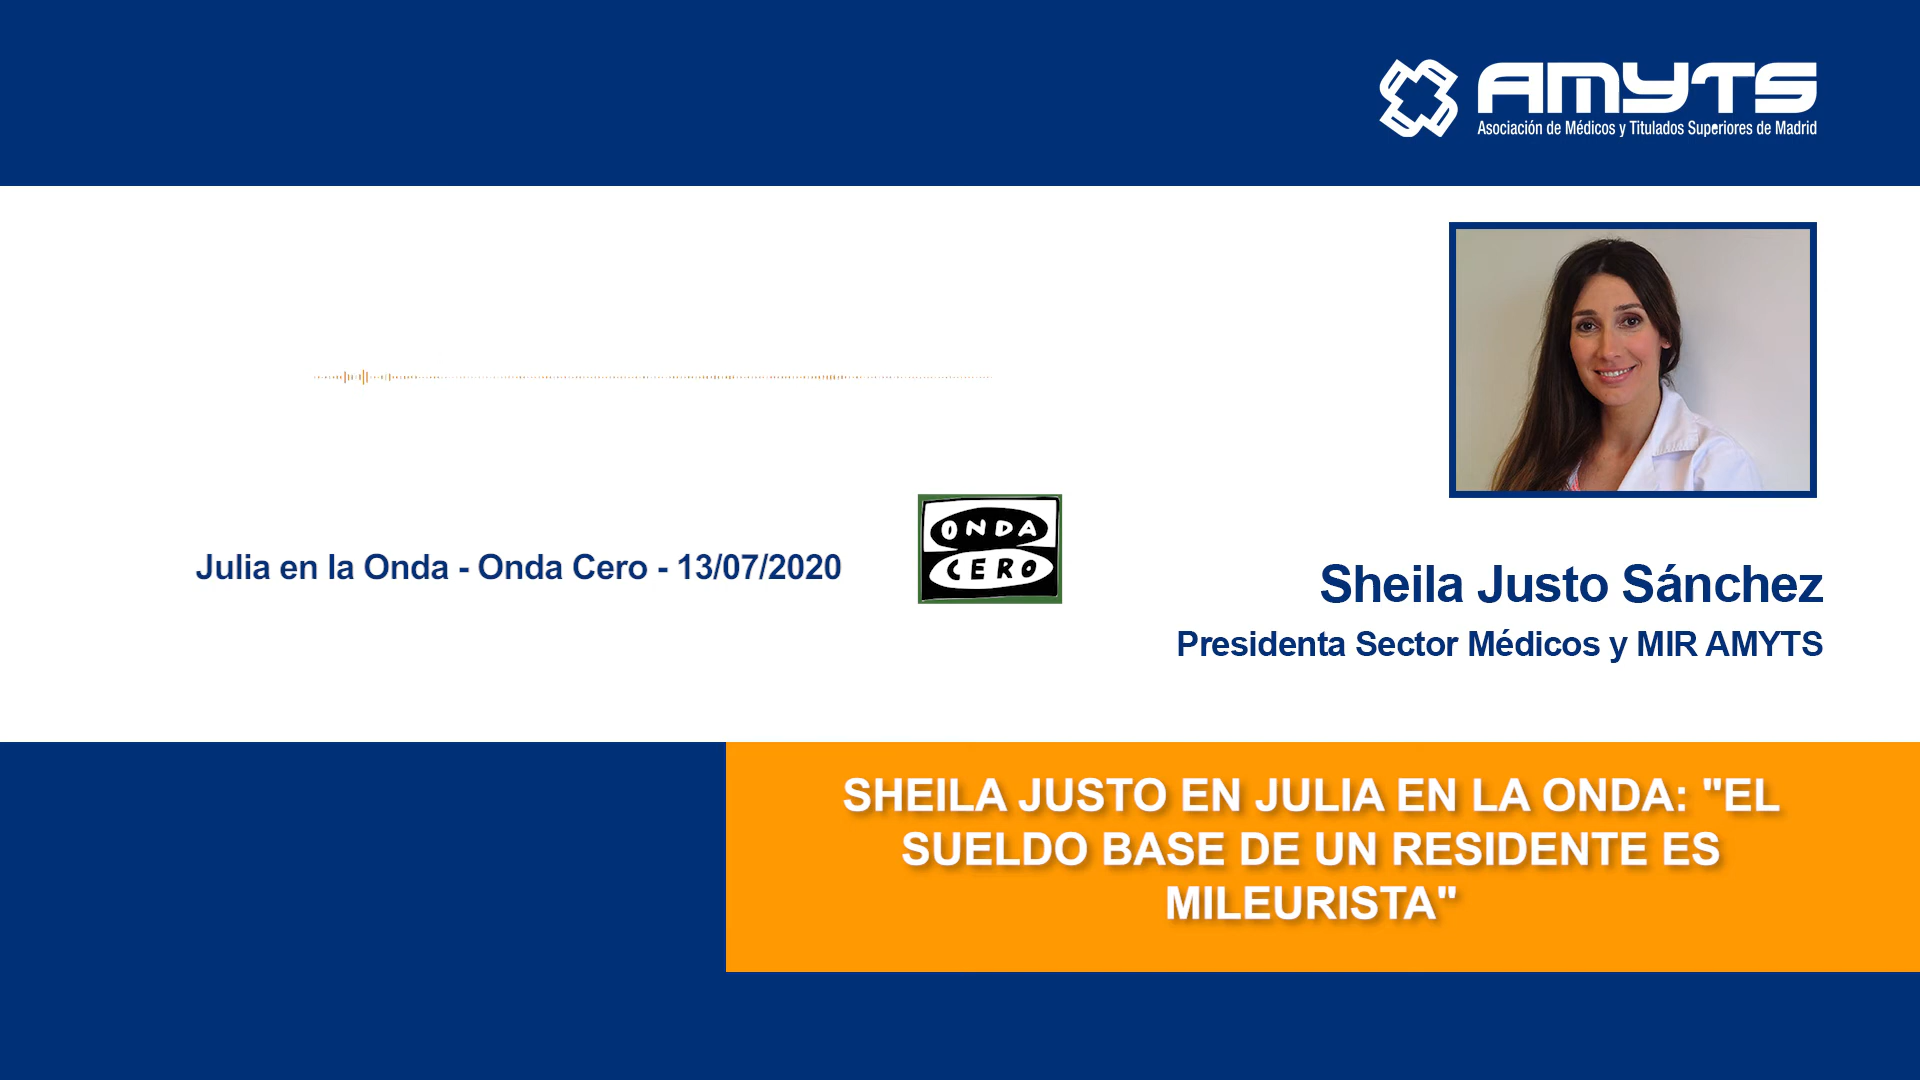 AMYTS
Asociación de Médicos y Titulados Superiores de Madrid
ONDA
CERO
Julia en la Onda - Onda Cero - 13/07/2020
Sheila Justo Sánchez
Presidenta Sector Médicos y MIR AMYTS
SHEILA JUSTO EN JULIA EN LA ONDA: "EL
SUELDO BASE DE UN RESIDENTE ES
MILEURISTA"